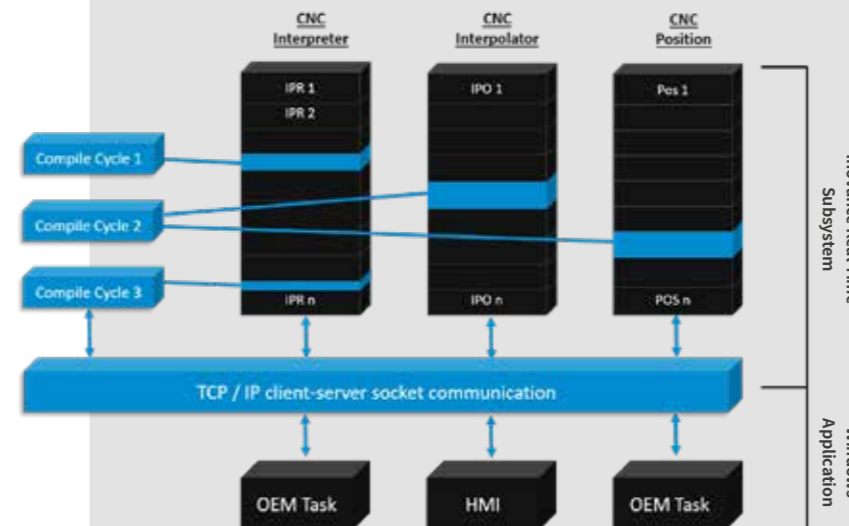 CNC
Interpreter
CNC
Interpolator
CNC
Position
IPR 1
IPR 2
IPR n
IPO 1
IPO n
Pos 1
POS n
Compile Cycle 1
Compile Cycle 2
Compile Cycle 3
TCP / IP client-server socket communication
OEM Task
HMI
OEM Task
Subsystem
Application